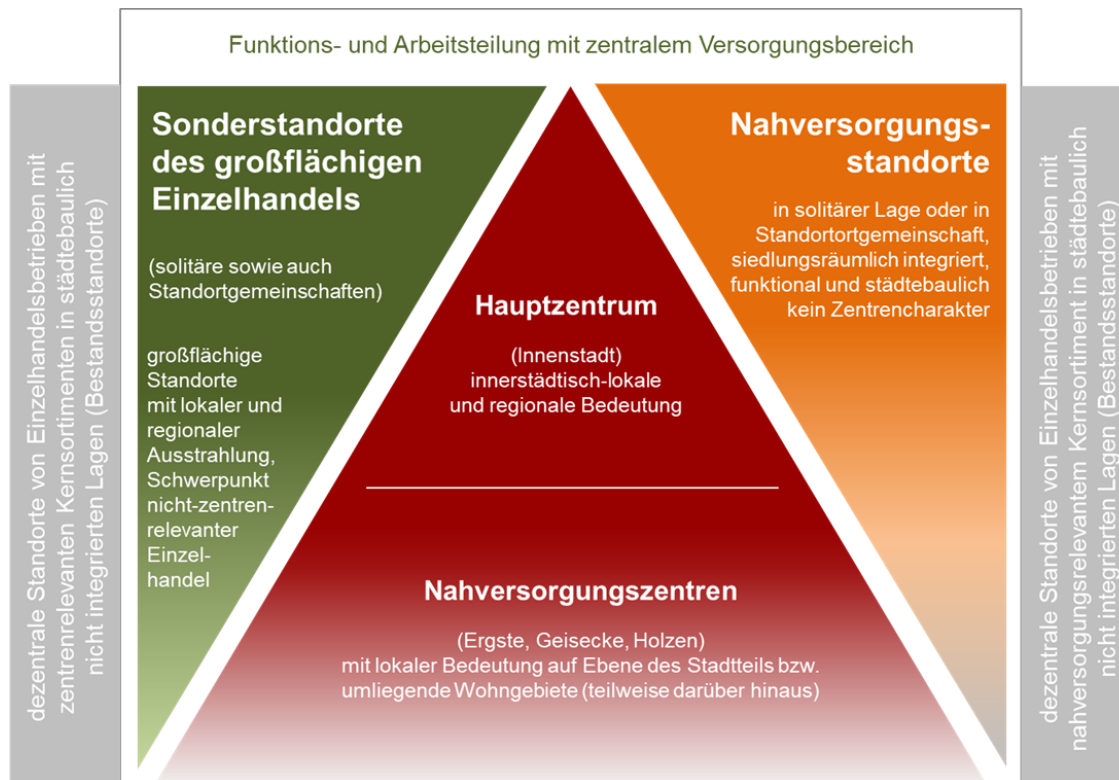 Funktions- und Arbeitsteilung mit zentralem Versorgungsbereich
dezentrale Standorte von Einzelhandelsbetrieben mit
zentrenrelevanten Kernsortimenten in städtebaulich
nicht integrierten Lagen (Bestandsstandorte)
Sonderstandorte
des großflächigen
Einzelhandels
(solitäre sowie auch
Standortgemeinschaften)
großflächige
Standorte
mit lokaler und
regionaler
Ausstrahlung,
Schwerpunkt
nicht-zentren-
relevanter
Einzel-
handel
Hauptzentrum
(Innenstadt)
innerstädtisch-lokale
und regionale Bedeutung
Nahversorgungszentren
(Ergste, Geisecke, Holzen)
mit lokaler Bedeutung auf Ebene des Stadtteils bzw.
umliegende Wohngebiete (teilweise darüber hinaus)
Nahversorgungs-
standorte
in solitärer Lage oder in
Standortortgemeinschaft,
siedlungsräumlich integriert,
funktional und städtebaulich
kein Zentrencharakter
dezentrale Standorte von Einzelhandelsbetrieben mit
nahversorgungsrelevantem Kernsortiment in städtebaulich
nicht integrierten Lagen (Bestandsstandorte)